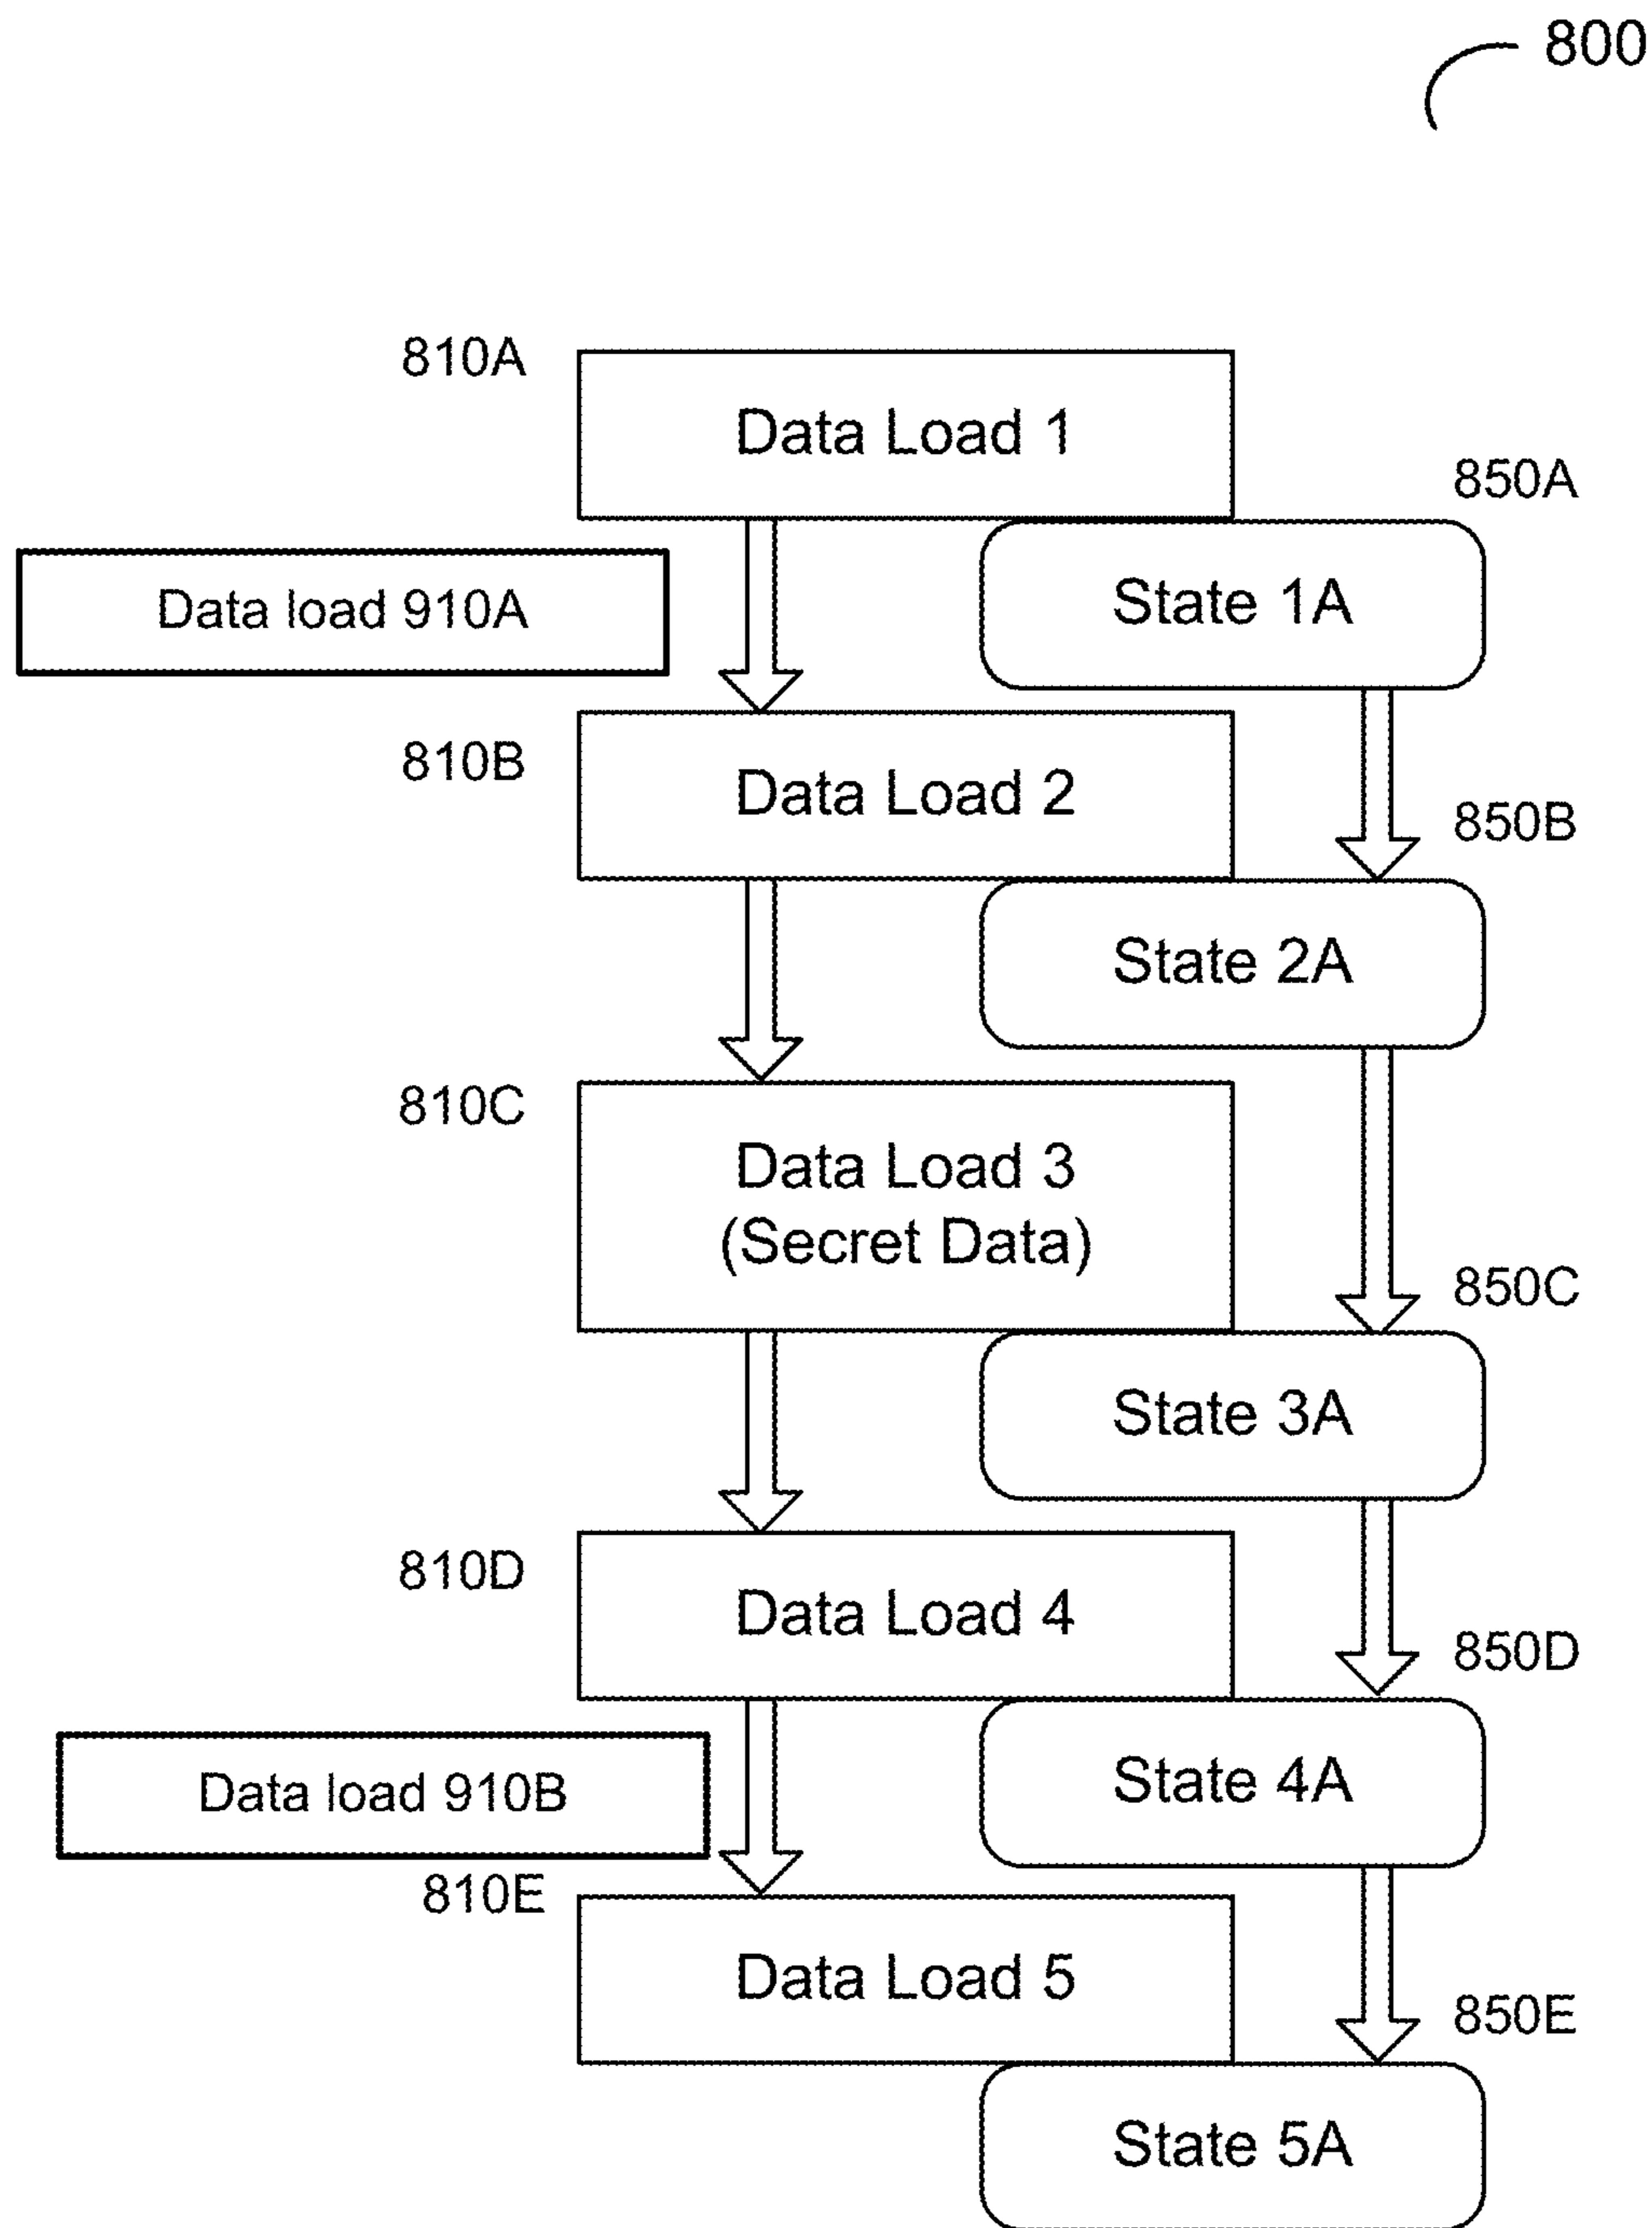 800
810A
Data Load 1
850A
Data load 910A
State 1A
810B
Data Load 2
850B
State 2A
810C
Data Load 3
(Secret Data)
850C
State 3A
810D
Data Load 4
850D
Data load 910B
State 4A
810E
Data Load 5
850E
State 5A